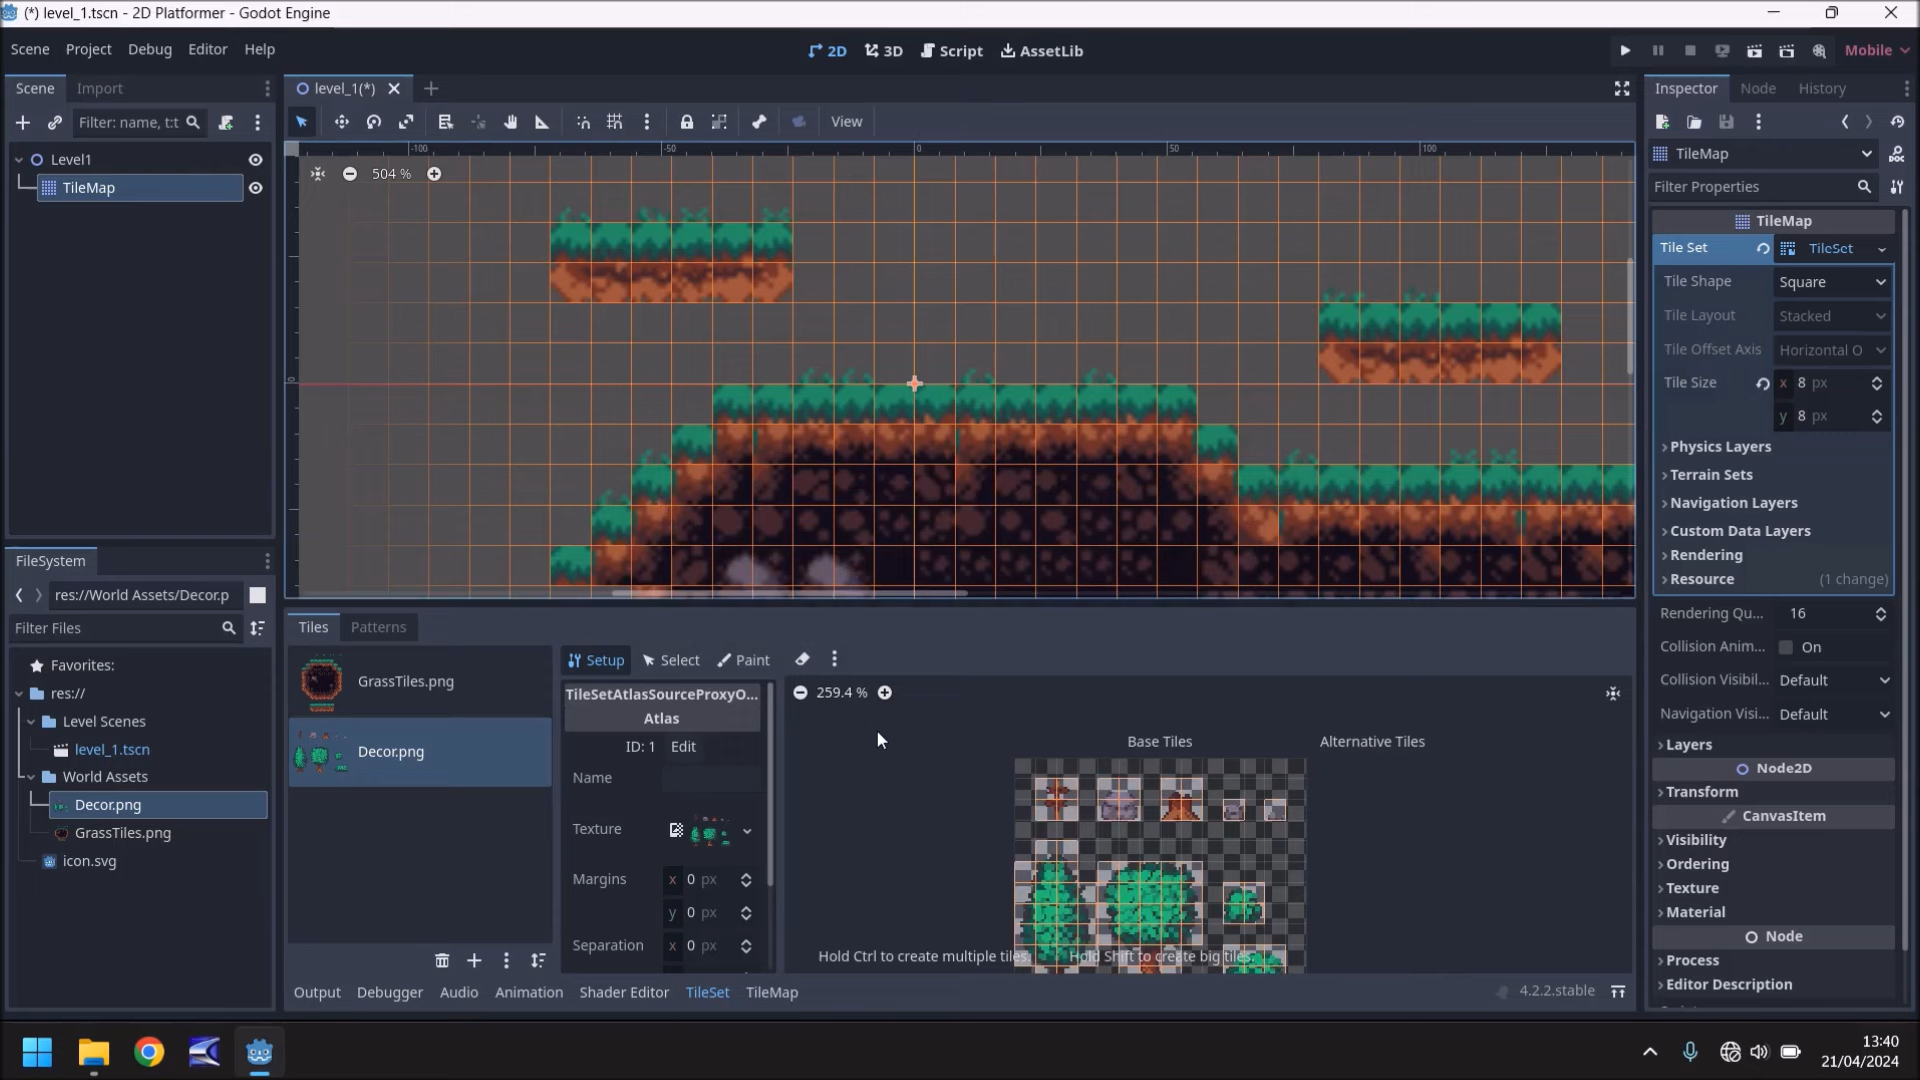 (*) level_1.tscn - 2D Platformer - Godot Engine
Scene Project Debug Editor Help
2D 3D Script AssetLib
Mobile
Scene Import
level_1(*)
Inspector Node History
Filter: name, t:t
View
TileMap
Level1
TileMap
-100 -50 0 50 100
504 %
0
Filter Properties
TileMap
Tile Set TileSet
Tile Shape Square
Tile Layout Stacked
Tile Offset Axis Horizontal O
Tile Size x 8 px
y 8 px
Physics Layers
Terrain Sets
Navigation Layers
Custom Data Layers
Rendering
Resource (1 change)
Rendering Qu... 16
Collision Anim... On
Collision Visibil... Default
Navigation Visi... Default
Layers
Node2D
Transform
CanvasItem
Visibility
Ordering
Texture
Material
Node
Process
Editor Description
FileSystem
res://World Assets/Decor.p
Filter Files
Favorites:
res://
Level Scenes
level_1.tscn
World Assets
Decor.png
GrassTiles.png
icon.svg
Tiles Patterns
GrassTiles.png
Decor.png
Setup Select Paint
TileSetAtlasSourceProxyO...
Atlas
ID: 1 Edit
Name
Texture
Margins x 0 px
y 0 px
Separation x 0 px
259.4 %
Base Tiles Alternative Tiles
Hold Ctrl to create multiple tiles. Hold Shift to create big tiles.
Output Debugger Audio Animation Shader Editor TileSet TileMap
4.2.2.stable
13:40
21/04/2024